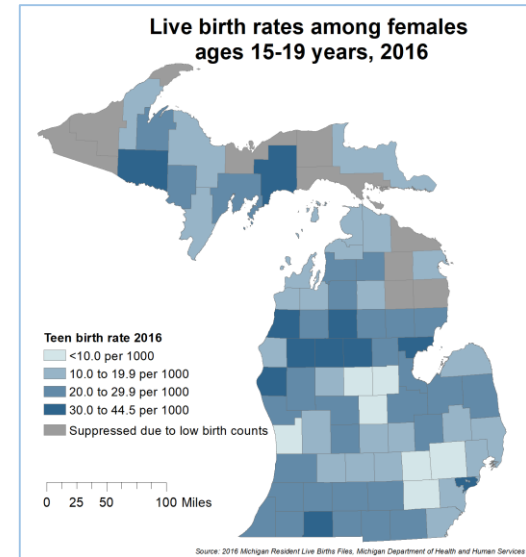 Live birth rates among females
ages 15-19 years, 2016
Teen birth rate 2016
<10.0 per 1000
10.0 to 19.9 per 1000
20.0 to 29.9 per 1000
30.0 to 44.5 per 1000
Suppressed due to low birth counts
0 25 50 100 Miles
Source: 2016 Michigan Resident Live Births Files, Michigan Department of Health and Human Services